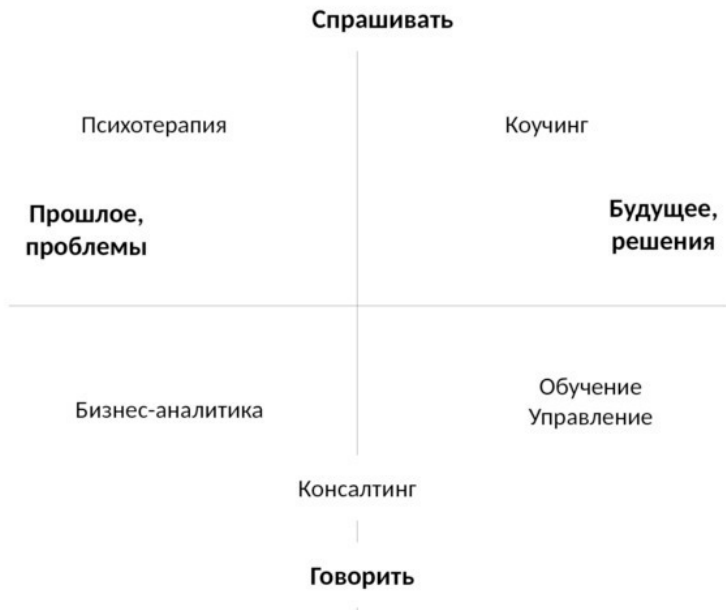 Спрашивать
Психотерапия
Коучинг
Прошлое,
проблемы
Будущее,
решения
Бизнес-аналитика
Обучение
Управление
Консалтинг
Говорить